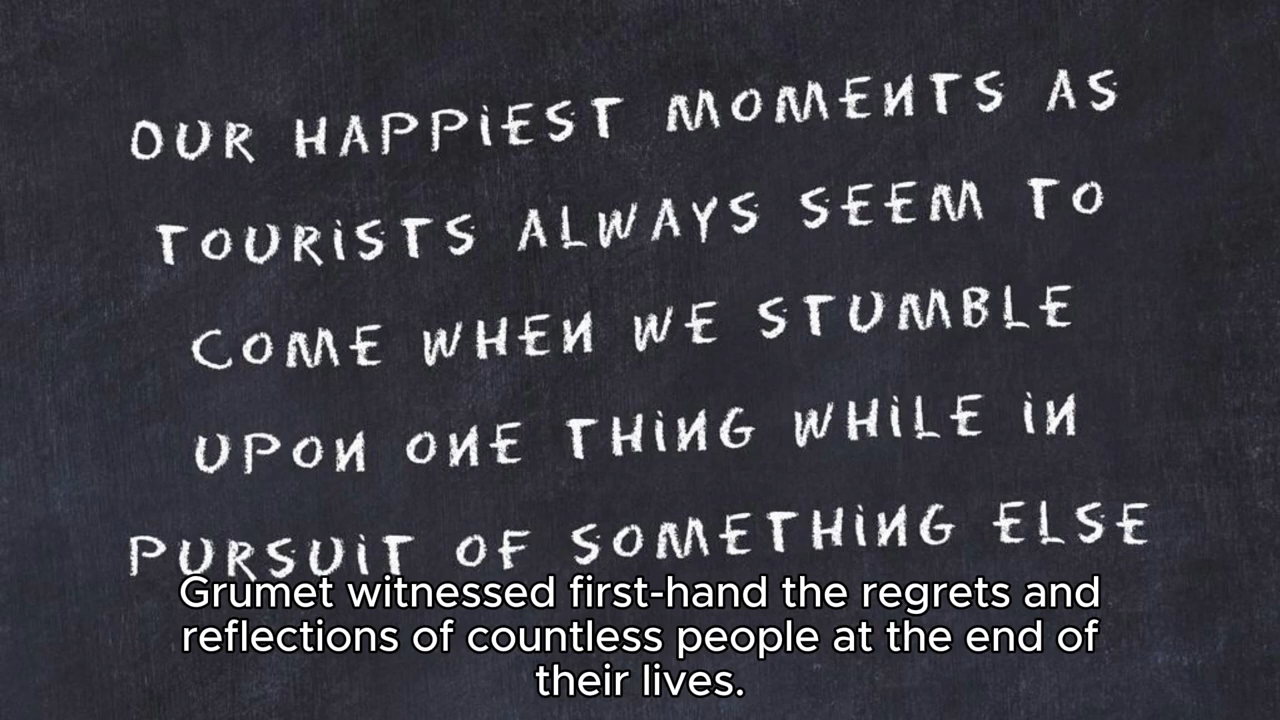 OUR HAPPiEST MOMENTS AS
TOURiSTS ALWAYS SEEM TO
COME WHEN WE STUMBLE
UPON ONE THiNG WHiLE iN
PURSUiT OF SOMETHiNG ELSE
Grumet witnessed first-hand the regrets and
reflections of countless people at the end of
their lives.